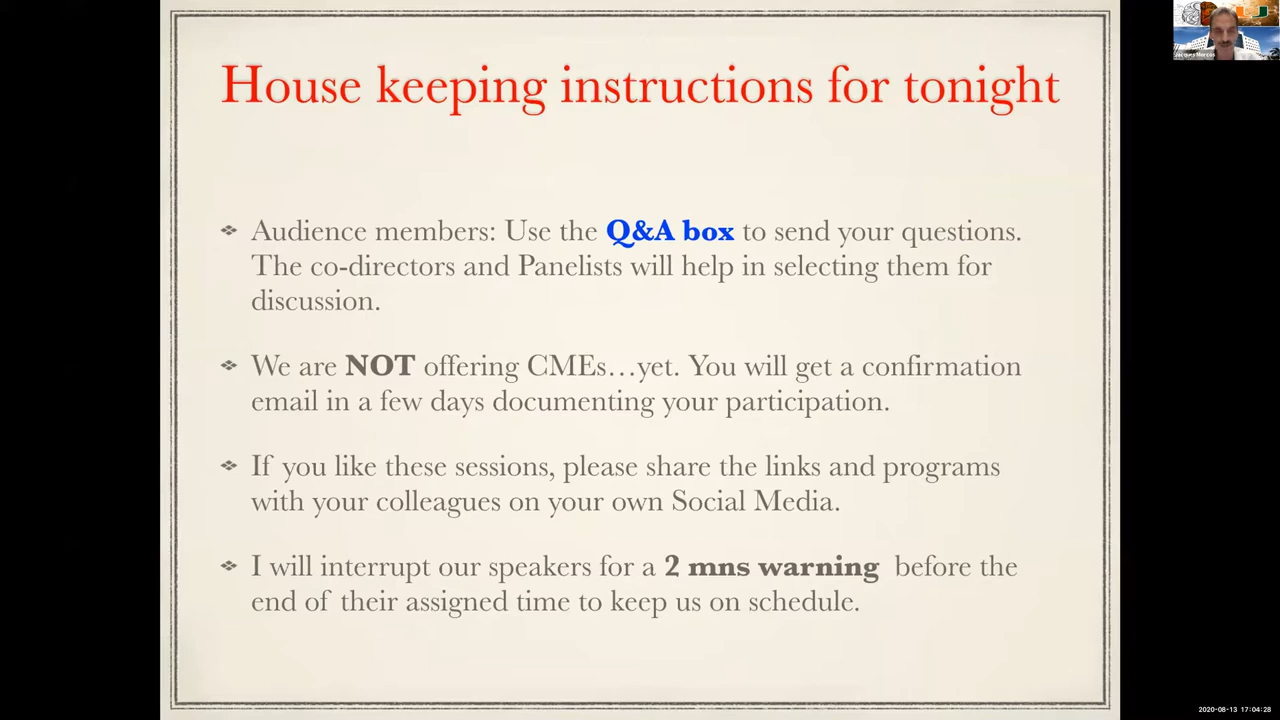 House keeping instructions for tonight
Audience members: Use the Q&A box to send your questions.
The co-directors and Panelists will help in selecting them for
discussion.
We are NOT offering CMEs…yet. You will get a confirmation
email in a few days documenting your participation.
If you like these sessions, please share the links and programs
with your colleagues on your own Social Media.
I will interrupt our speakers for a 2 mns warning before the
end of their assigned time to keep us on schedule.
Jacques Morcos
2020-08-13 17:04:28